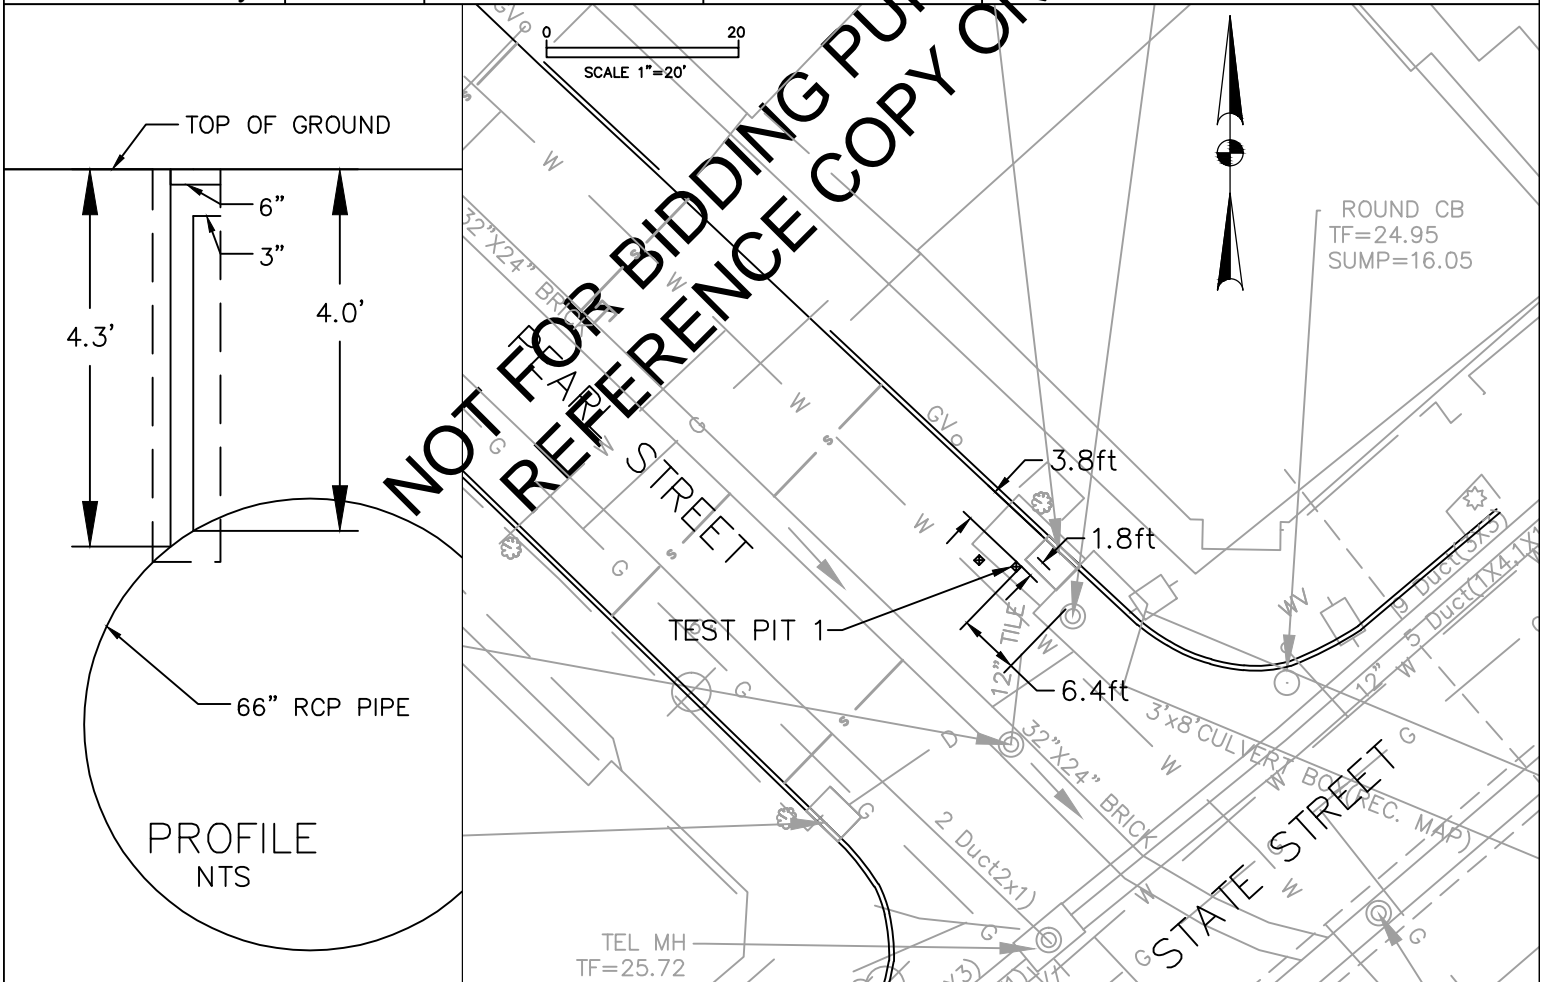 TOP OF GROUND
6"
3"
4.3'
4.0'
66" RCP PIPE
PROFILE
NTS
0 20
SCALE 1"=20'
NOT FOR BIDDING PU
REFERENCE COPY O
GV
W
S
W
32"X24" BRICK
PEARL STREET
S
W
G
W
G
W
S
GV
W
3.8ft
1.8ft
ROUND CB
TF=24.95
SUMP=16.05
G
S
TEST PIT 1
12" TILE
W
6.4ft
WV
9 Duct(3X3)
5 Duct(1X4,1X1
12"
W
G
S
D
32"X24" BRICK
3'x8'CULVERT BOX(REC. MAP)
W
W
G
G
2 Duct2x1)
G
STATE STREET
W
W
G
G
G
TEL MH
TF=25.72